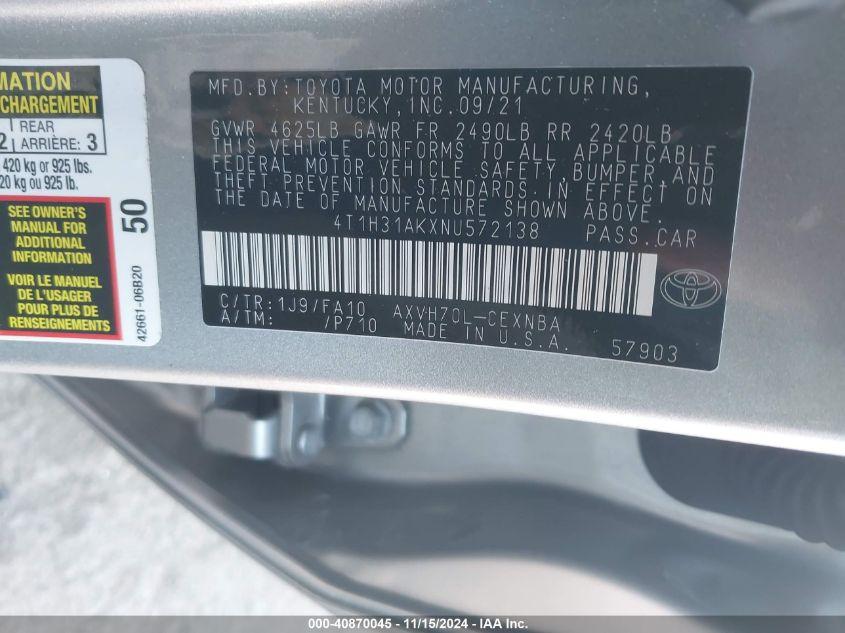 MATION
CHARGEMENT
2 | REAR
ARRIÈRE: 3
420 kg or 925 lbs.
20 kg ou 925 lb.
SEE OWNER'S
MANUAL FOR
ADDITIONAL
INFORMATION
VOIR LE MANUEL
DE L'USAGER
POUR PLUS DE
RENSEIGNEMENTS
50
42661-06B20
MFD.BY:TOYOTA MOTOR MANUFACTURING,
KENTUCKY, INC.09/21
GVWR 4625LB GAWR FR 2490LB RR 2420LB
THIS VEHICLE CONFORMS TO ALL APPLICABLE
FEDERAL MOTOR VEHICLE SAFETY,BUMPER,AND
THEFT PREVENTION STANDARDS IN EFFECT ON
THE DATE OF MANUFACTURE SHOWN ABOVE.
4T1H31AKXNU572138 PASS.CAR
C/TR:1J9/FA10 AXVH70L-CEXNBA
A/TM: /P710 MADE IN U.S.A. 57903
000-40870045 - 11/15/2024 - IAA Inc.